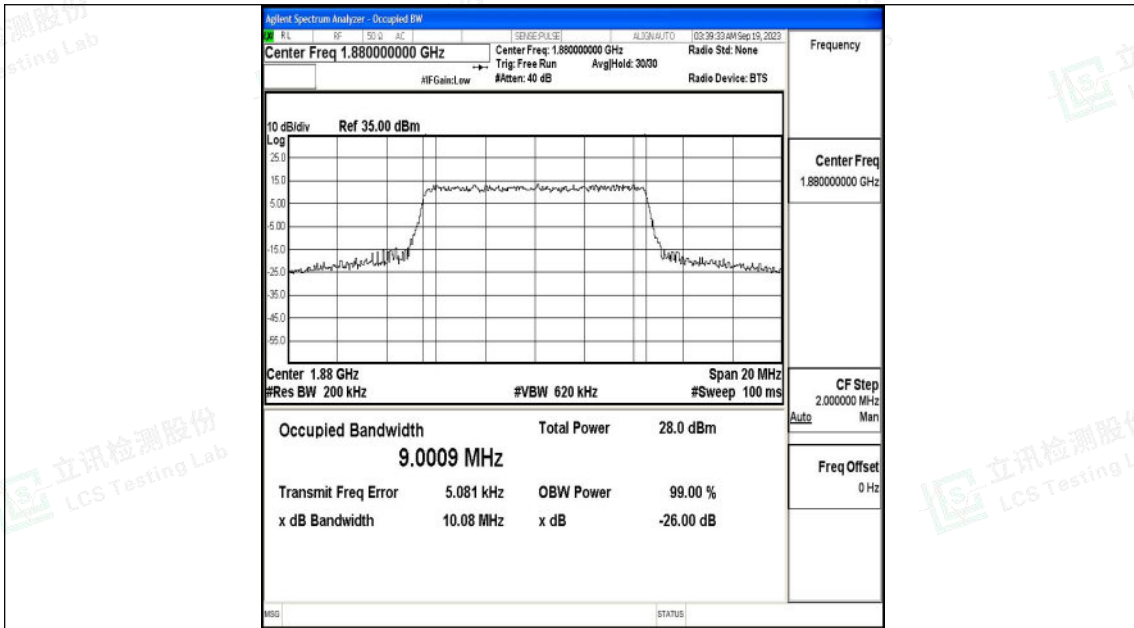 Agilent Spectrum Analyzer - Occupied BW
RL RF 50 Ω AC SENSE:PULSE ALIGNAUTO 03:39:33 AM Sep 19, 2023
Center Freq 1.880000000 GHz
Center Freq: 1.880000000 GHz
Radio Std: None
Trig: Free Run Avg|Hold: 30/30
#IFGain:Low #Atten: 40 dB Radio Device: BTS
Frequency
10 dB/div Ref 35.00 dBm
Log
25.0
15.0
5.00
-5.00
-15.0
-25.0
-35.0
-45.0
-55.0
Center 1.88 GHz Span 20 MHz
#Res BW 200 kHz #VBW 620 kHz #Sweep 100 ms
Center Freq
1.880000000 GHz
CF Step
2.000000 MHz
Auto Man
Freq Offset
0 Hz
Occupied Bandwidth Total Power 28.0 dBm
9.0009 MHz
Transmit Freq Error 5.081 kHz OBW Power 99.00 %
x dB Bandwidth 10.08 MHz x dB -26.00 dB
MSG STATUS
立讯检测股份
LCS Testing Lab
立讯检测股份
LCS Testing L
测股份
sting Lab
立